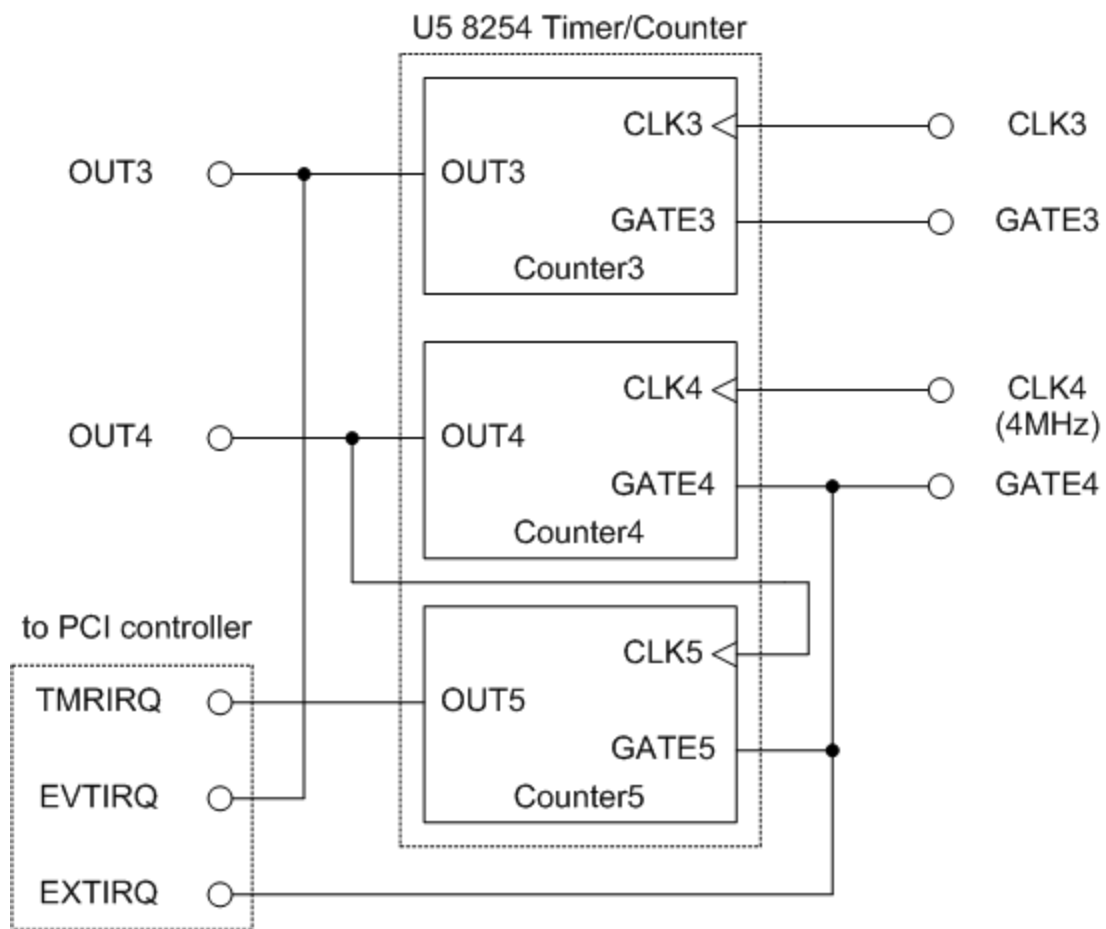 U5 8254 Timer/Counter
CLK3
CLK3
OUT3
OUT3
GATE3
GATE3
Counter3
CLK4
CLK4
(4MHz)
OUT4
OUT4
GATE4
GATE4
Counter4
to PCI controller
CLK5
TMRIRQ
OUT5
GATE5
EVTIRQ
Counter5
EXTIRQ